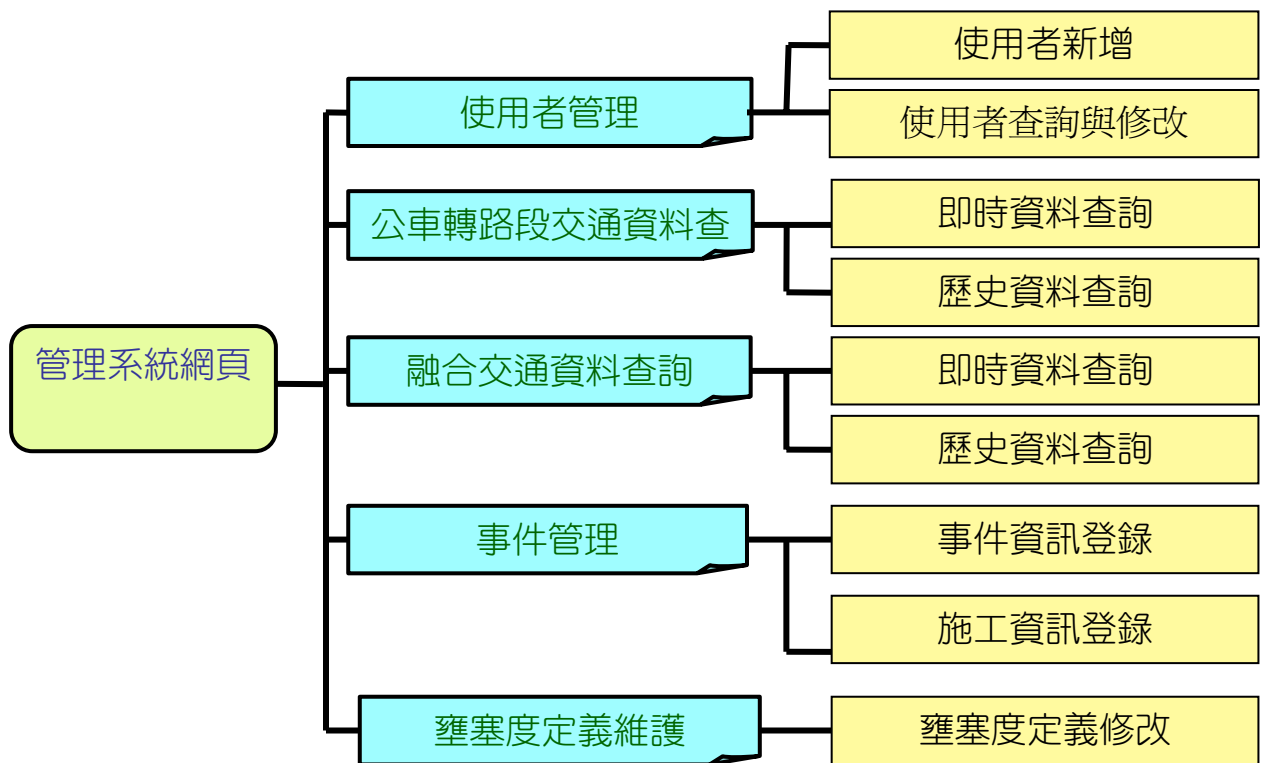 管理系統網頁
使用者管理
使用者新增
使用者查詢與修改
公車轉路段交通資料查
即時資料查詢
歷史資料查詢
融合交通資料查詢
即時資料查詢
歷史資料查詢
事件管理
事件資訊登錄
施工資訊登錄
壅塞度定義維護
壅塞度定義修改